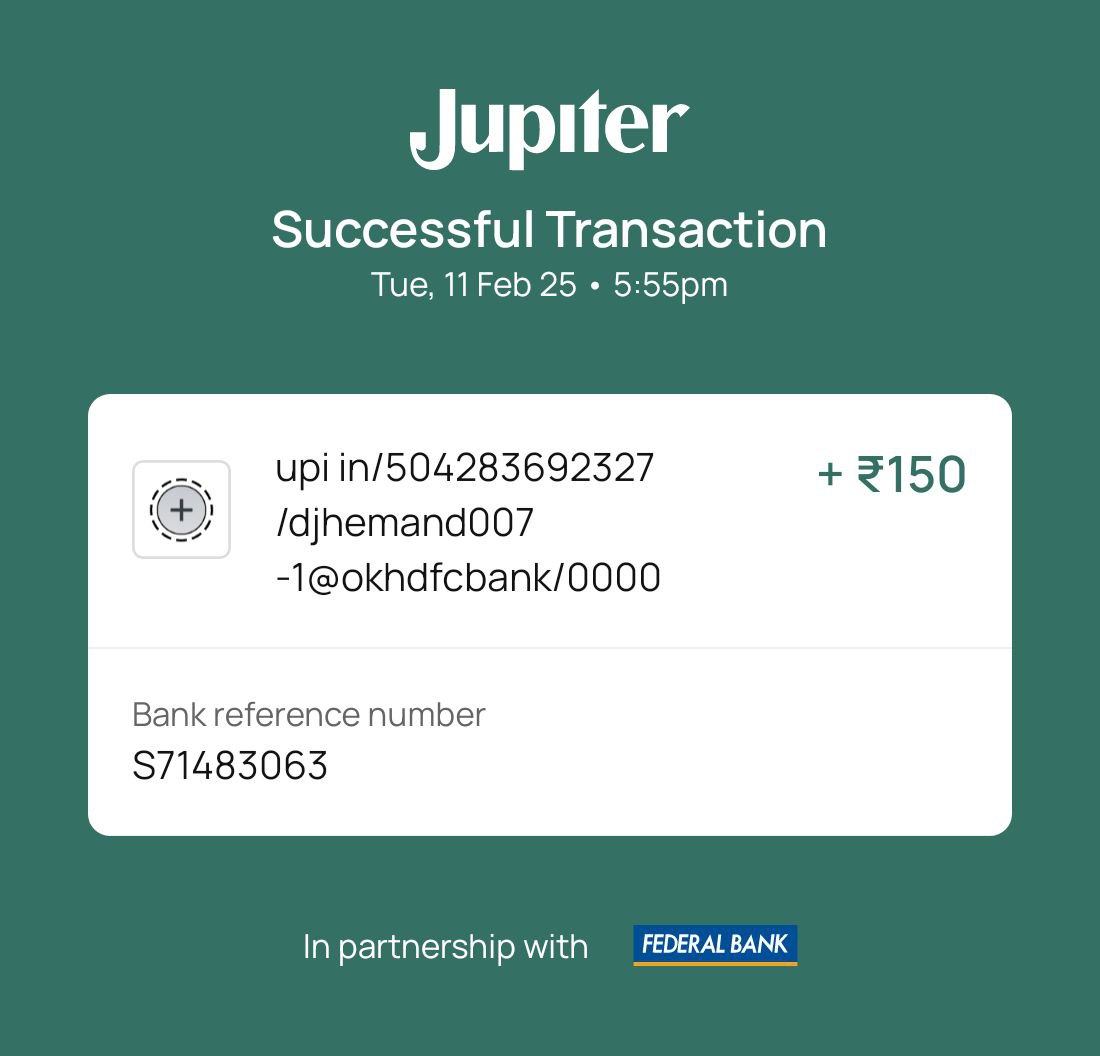 Jupiter
Successful Transaction
Tue, 11 Feb 25 • 5:55pm
upi in/504283692327
/djhemand007
-1@okhdfcbank/0000
+ ₹150
Bank reference number
S71483063
In partnership with
FEDERAL BANK